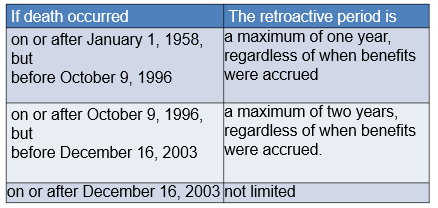 If death occurred
The retroactive period is
on or after January 1, 1958,
but
before October 9, 1996
a maximum of one year,
regardless of when benefits
were accrued
on or after October 9, 1996,
but
before December 16, 2003
a maximum of two years,
regardless of when benefits
were accrued.
on or after December 16, 2003
not limited